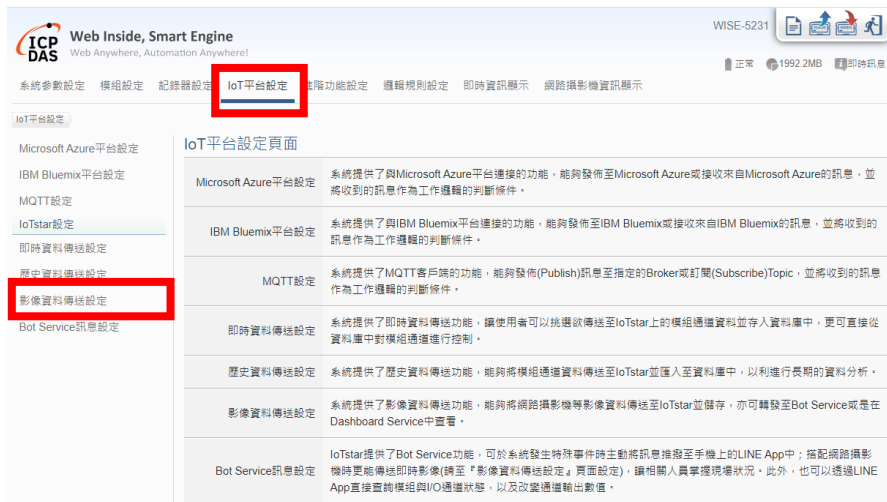 ICP DAS
Web Inside, Smart Engine
Web Anywhere, Automation Anywhere!
WISE-5231
正常 1992.2MB 即時訊息
系統參數設定 模組設定 記錄器設定 IoT平台設定 進階功能設定 邏輯規則設定 即時資訊顯示 網路攝影機資訊顯示
IoT平台設定
Microsoft Azure平台設定
IBM Bluemix平台設定
MQTT設定
IoTstar設定
即時資料傳送設定
歷史資料傳送設定
影像資料傳送設定
Bot Service訊息設定
IoT平台設定頁面
Microsoft Azure平台設定
系統提供了與Microsoft Azure平台連接的功能，能夠發佈至Microsoft Azure或接收來自Microsoft Azure的訊息，並
將收到的訊息作為工作邏輯的判斷條件。
IBM Bluemix平台設定
系統提供了與IBM Bluemix平台連接的功能，能夠發佈至IBM Bluemix或接收來自IBM Bluemix的訊息，並將收到的
訊息作為工作邏輯的判斷條件。
MQTT設定
系統提供了MQTT客戶端的功能，能夠發佈(Publish)訊息至指定的Broker或訂閱(Subscribe)Topic，並將收到的訊息
作為工作邏輯的判斷條件。
即時資料傳送設定
系統提供了即時資料傳送功能，讓使用者可以挑選欲傳送至IoTstar上的模組通道資料並存入資料庫中，更可直接從
資料庫中對模組通道進行控制。
歷史資料傳送設定
系統提供了歷史資料傳送功能，能夠將模組通道資料傳送至IoTstar並匯入至資料庫中，以利進行長期的資料分析。
影像資料傳送設定
系統提供了影像資料傳送功能，能夠將網路攝影機等影像資料傳送至IoTstar並儲存，亦可轉發至Bot Service或是在
Dashboard Service中查看。
Bot Service訊息設定
IoTstar提供了Bot Service功能，可於系統發生特殊事件時主動將訊息推撥至手機上的LINE App中；搭配網路攝影
機時更能傳送即時影像(請至『影像資料傳送設定』頁面設定)，讓相關人員掌握現場狀況。此外，也可以透過LINE
App直接查詢模組與I/O通道狀態，以及改變通道輸出數值。